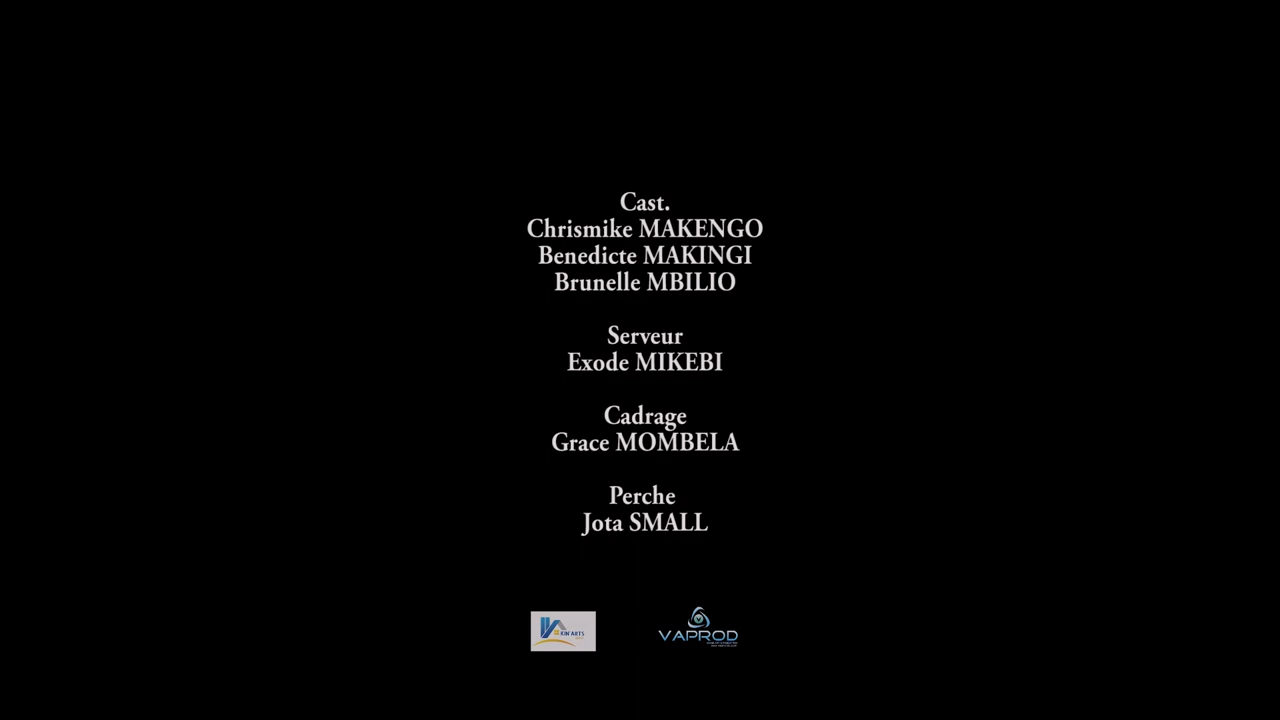 Cast.
Chrismike MAKENGO
Benedicte MAKINGI
Brunelle MBILIO
Serveur
Exode MIKEBI
Cadrage
Grace MOMBELA
Perche
Jota SMALL
KIN'ARTS
VAPROD